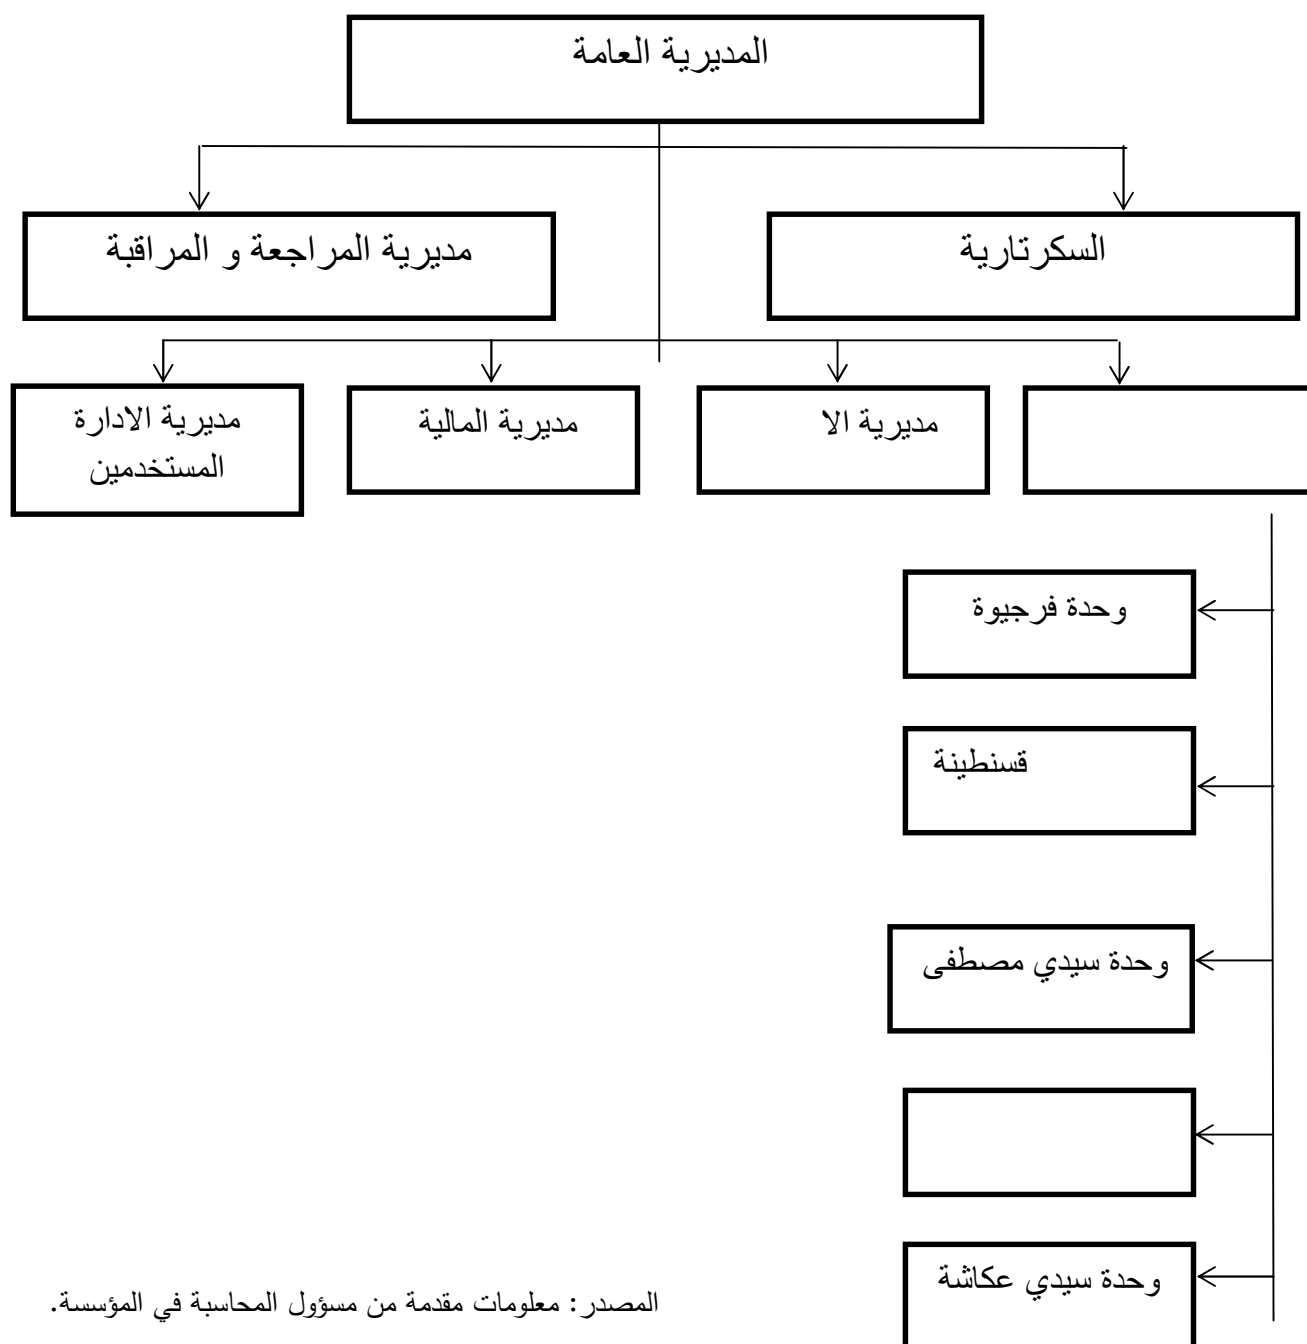 المديرية العامة
السكرتارية
مديرية المراجعة و المراقبة
مديرية الا
مديرية المالية
مديرية الادارة
المستخدمين
وحدة فرجيوة
قسنطينة
وحدة سيدي مصطفى
وحدة سيدي عكاشة
المصدر: معلومات مقدمة من مسؤول المحاسبة في المؤسسة.